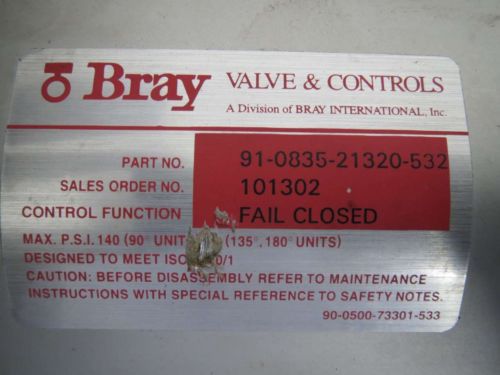 Bray VALVE & CONTROLS
A Division of BRAY INTERNATIONAL, Inc.
PART NO. 91-0835-21320-532
SALES ORDER NO. 101302
CONTROL FUNCTION FAIL CLOSED
MAX. P.S.I. 140 (90° UNIT (135°, 180° UNITS)
DESIGNED TO MEET ISO 0/1
CAUTION: BEFORE DISASSEMBLY REFER TO MAINTENANCE
INSTRUCTIONS WITH SPECIAL REFERENCE TO SAFETY NOTES.
90-0500-73301-533